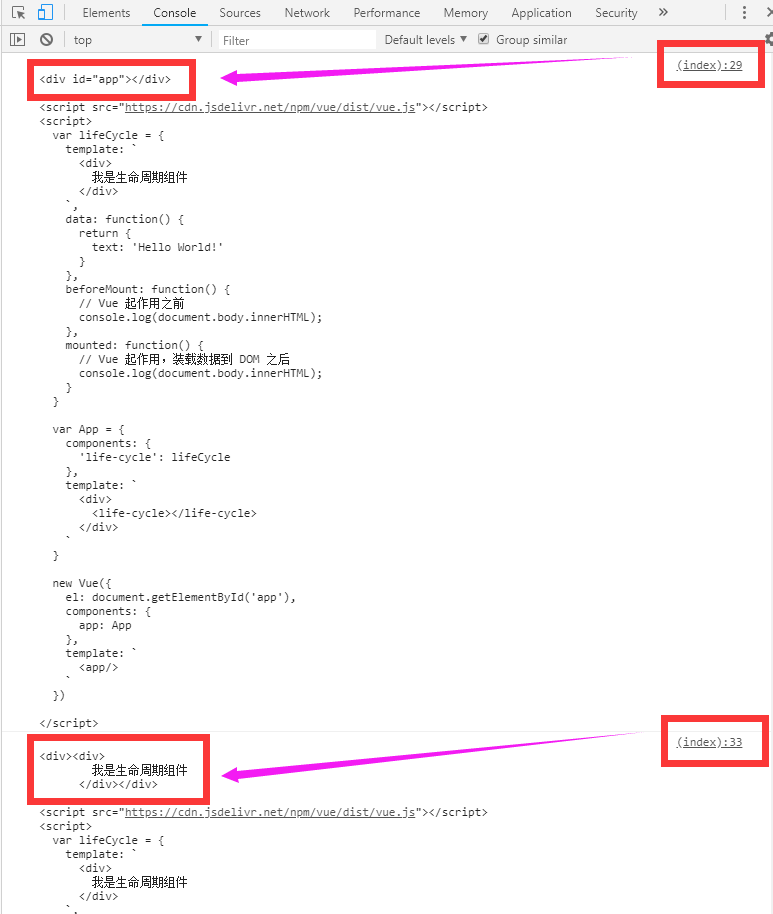 Elements Console Sources Network Performance Memory Application Security »
top ▼ Filter Default levels ▼ Group similar
(index):29
<div id="app"></div>
<script src="https://cdn.jsdelivr.net/npm/vue/dist/vue.js"></script>
<script>
  var lifeCycle = {
    template: `
      <div>
        我是生命周期组件
      </div>
    `,
    data: function() {
      return {
        text: 'Hello World!'
      }
    },
    beforeMount: function() {
      // Vue 起作用之前
      console.log(document.body.innerHTML);
    },
    mounted: function() {
      // Vue 起作用，装载数据到 DOM 之后
      console.log(document.body.innerHTML);
    }
  }
  var App = {
    components: {
      'life-cycle': lifeCycle
    },
    template: `
      <div>
        <life-cycle></life-cycle>
      </div>
    `
  }
  new Vue({
    el: document.getElementById('app'),
    components: {
      app: App
    },
    template: `
      <app/>
    `
  })
</script>
(index):33
<div><div>
        我是生命周期组件
      </div></div>
<script src="https://cdn.jsdelivr.net/npm/vue/dist/vue.js"></script>
<script>
  var lifeCycle = {
    template: `
      <div>
        我是生命周期组件
      </div>
    `,